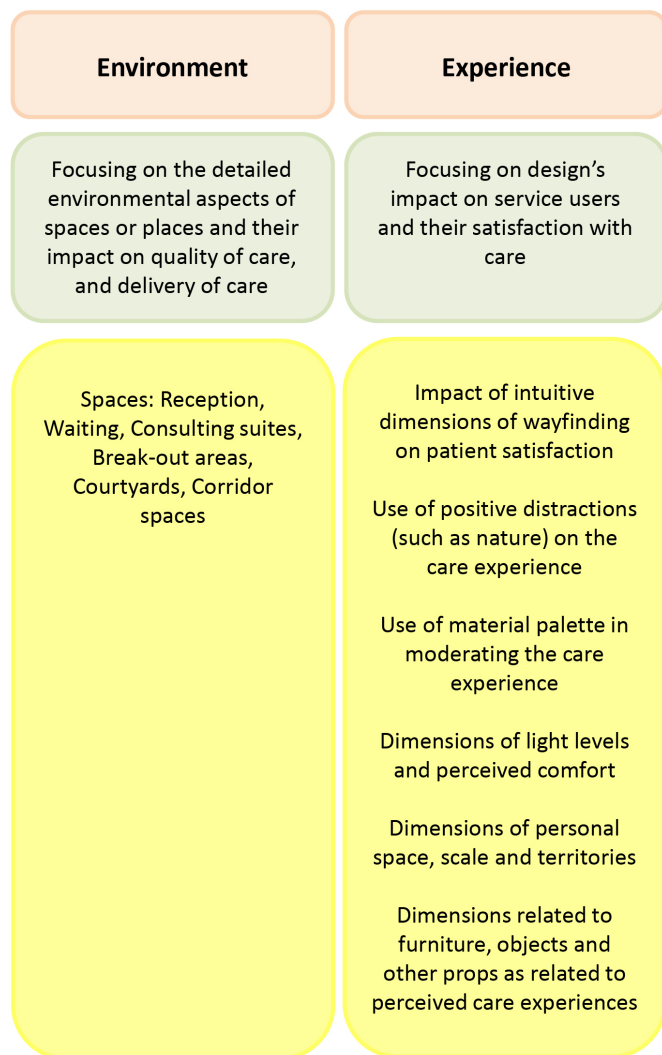 Environment
Focusing on the detailed
environmental aspects of
spaces or places and their
impact on quality of care,
and delivery of care
Spaces: Reception,
Waiting, Consulting suites,
Break-out areas,
Courtyards, Corridor
spaces
Experience
Focusing on design’s
impact on service users
and their satisfaction with
care
Impact of intuitive
dimensions of wayfinding
on patient satisfaction
Use of positive distractions
(such as nature) on the
care experience
Use of material palette in
moderating the care
experience
Dimensions of light levels
and perceived comfort
Dimensions of personal
space, scale and territories
Dimensions related to
furniture, objects and
other props as related to
perceived care experiences